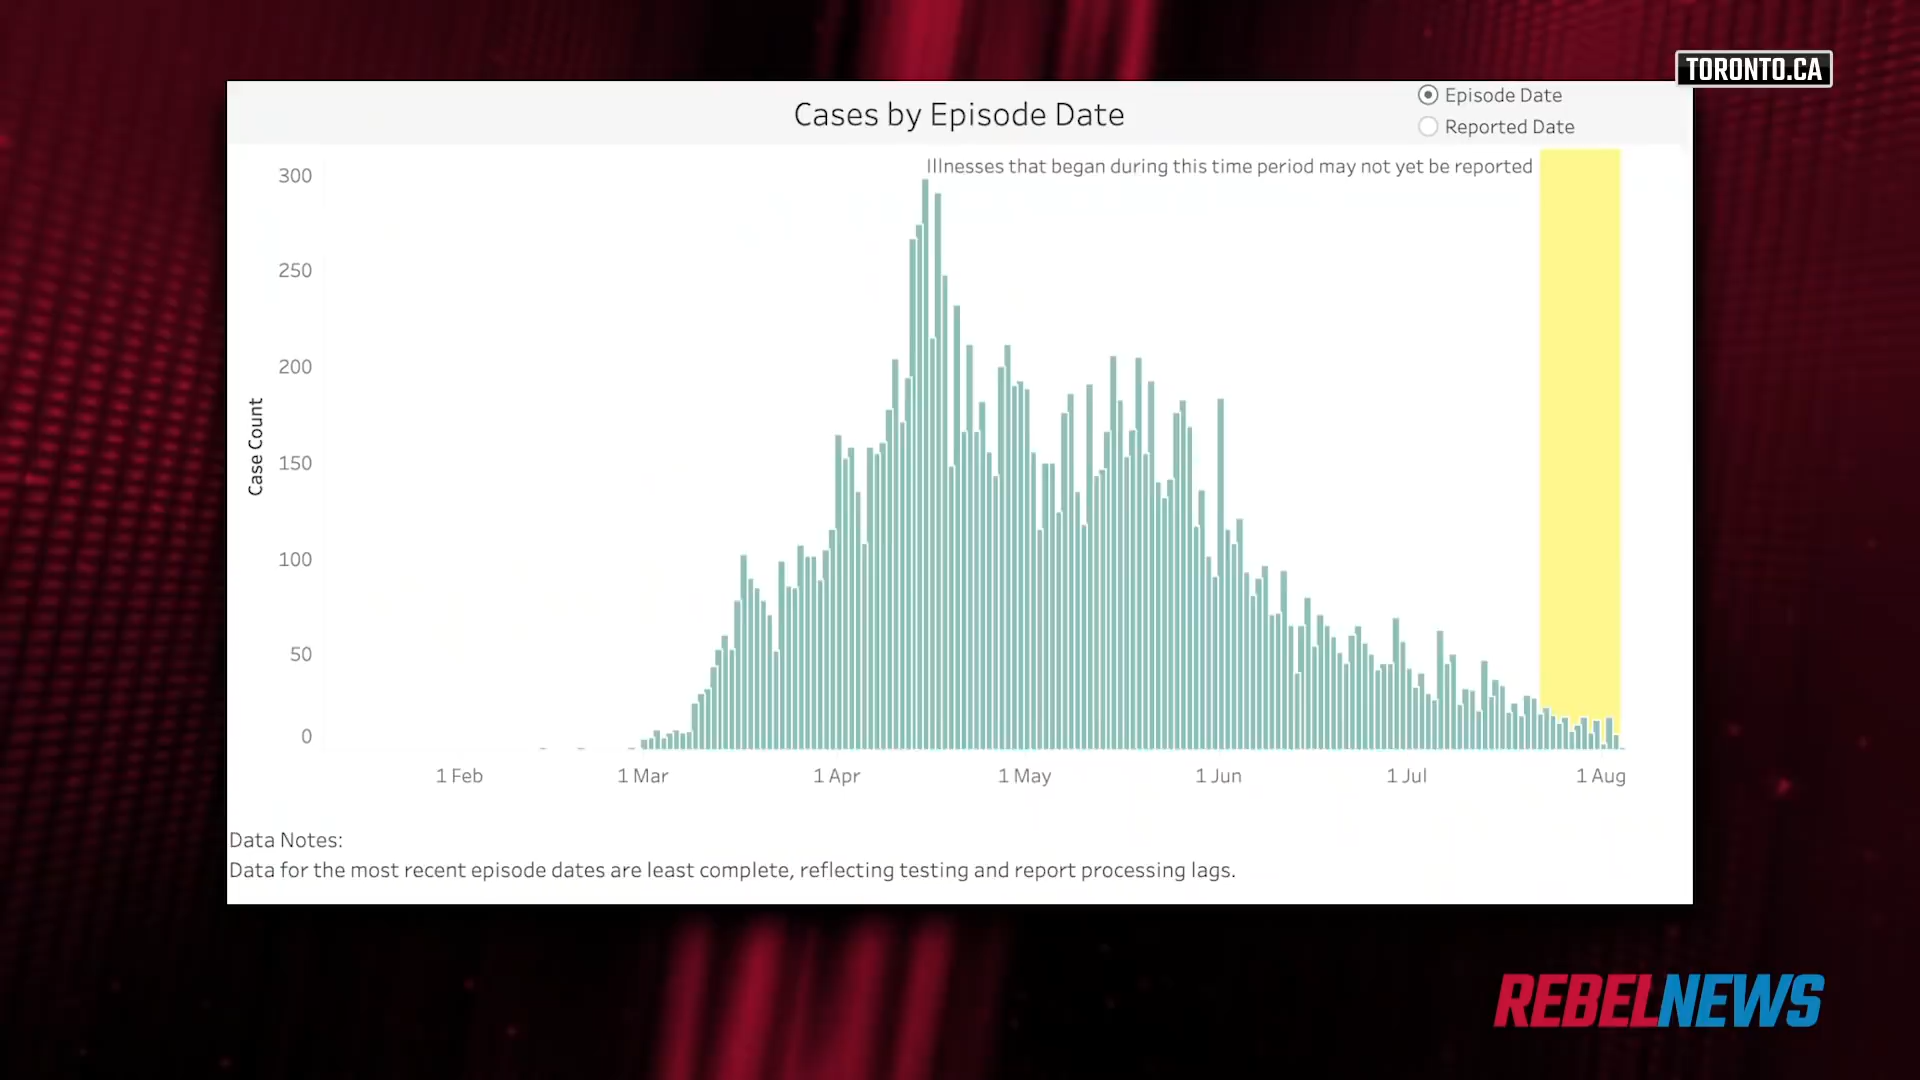 TORONTO.CA
Cases by Episode Date
Episode Date
Reported Date
Illnesses that began during this time period may not yet be reported
300
250
200
150
100
50
0
Case Count
1 Feb
1 Mar
1 Apr
1 May
1 Jun
1 Jul
1 Aug
Data Notes:
Data for the most recent episode dates are least complete, reflecting testing and report processing lags.
REBELNEWS